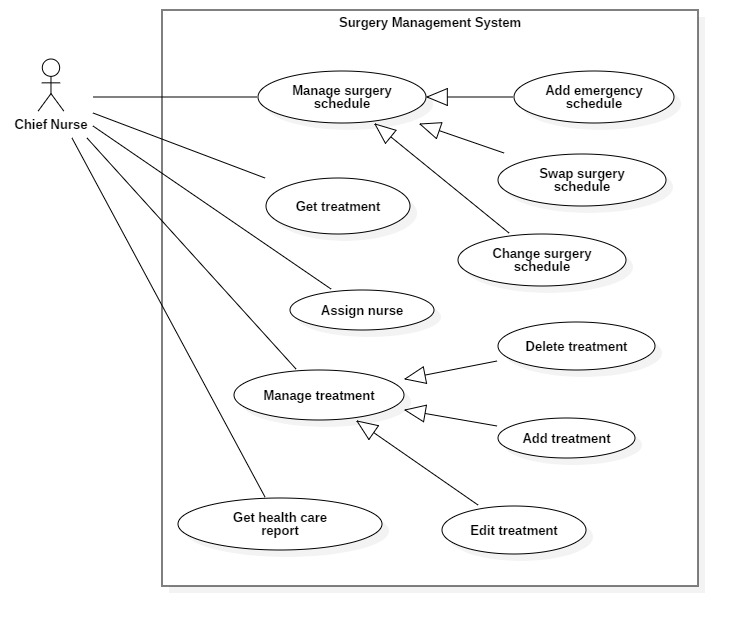 Surgery Management System
Chief Nurse
Manage surgery
schedule
Add emergency
schedule
Swap surgery
schedule
Get treatment
Change surgery
schedule
Assign nurse
Delete treatment
Manage treatment
Add treatment
Get health care
report
Edit treatment